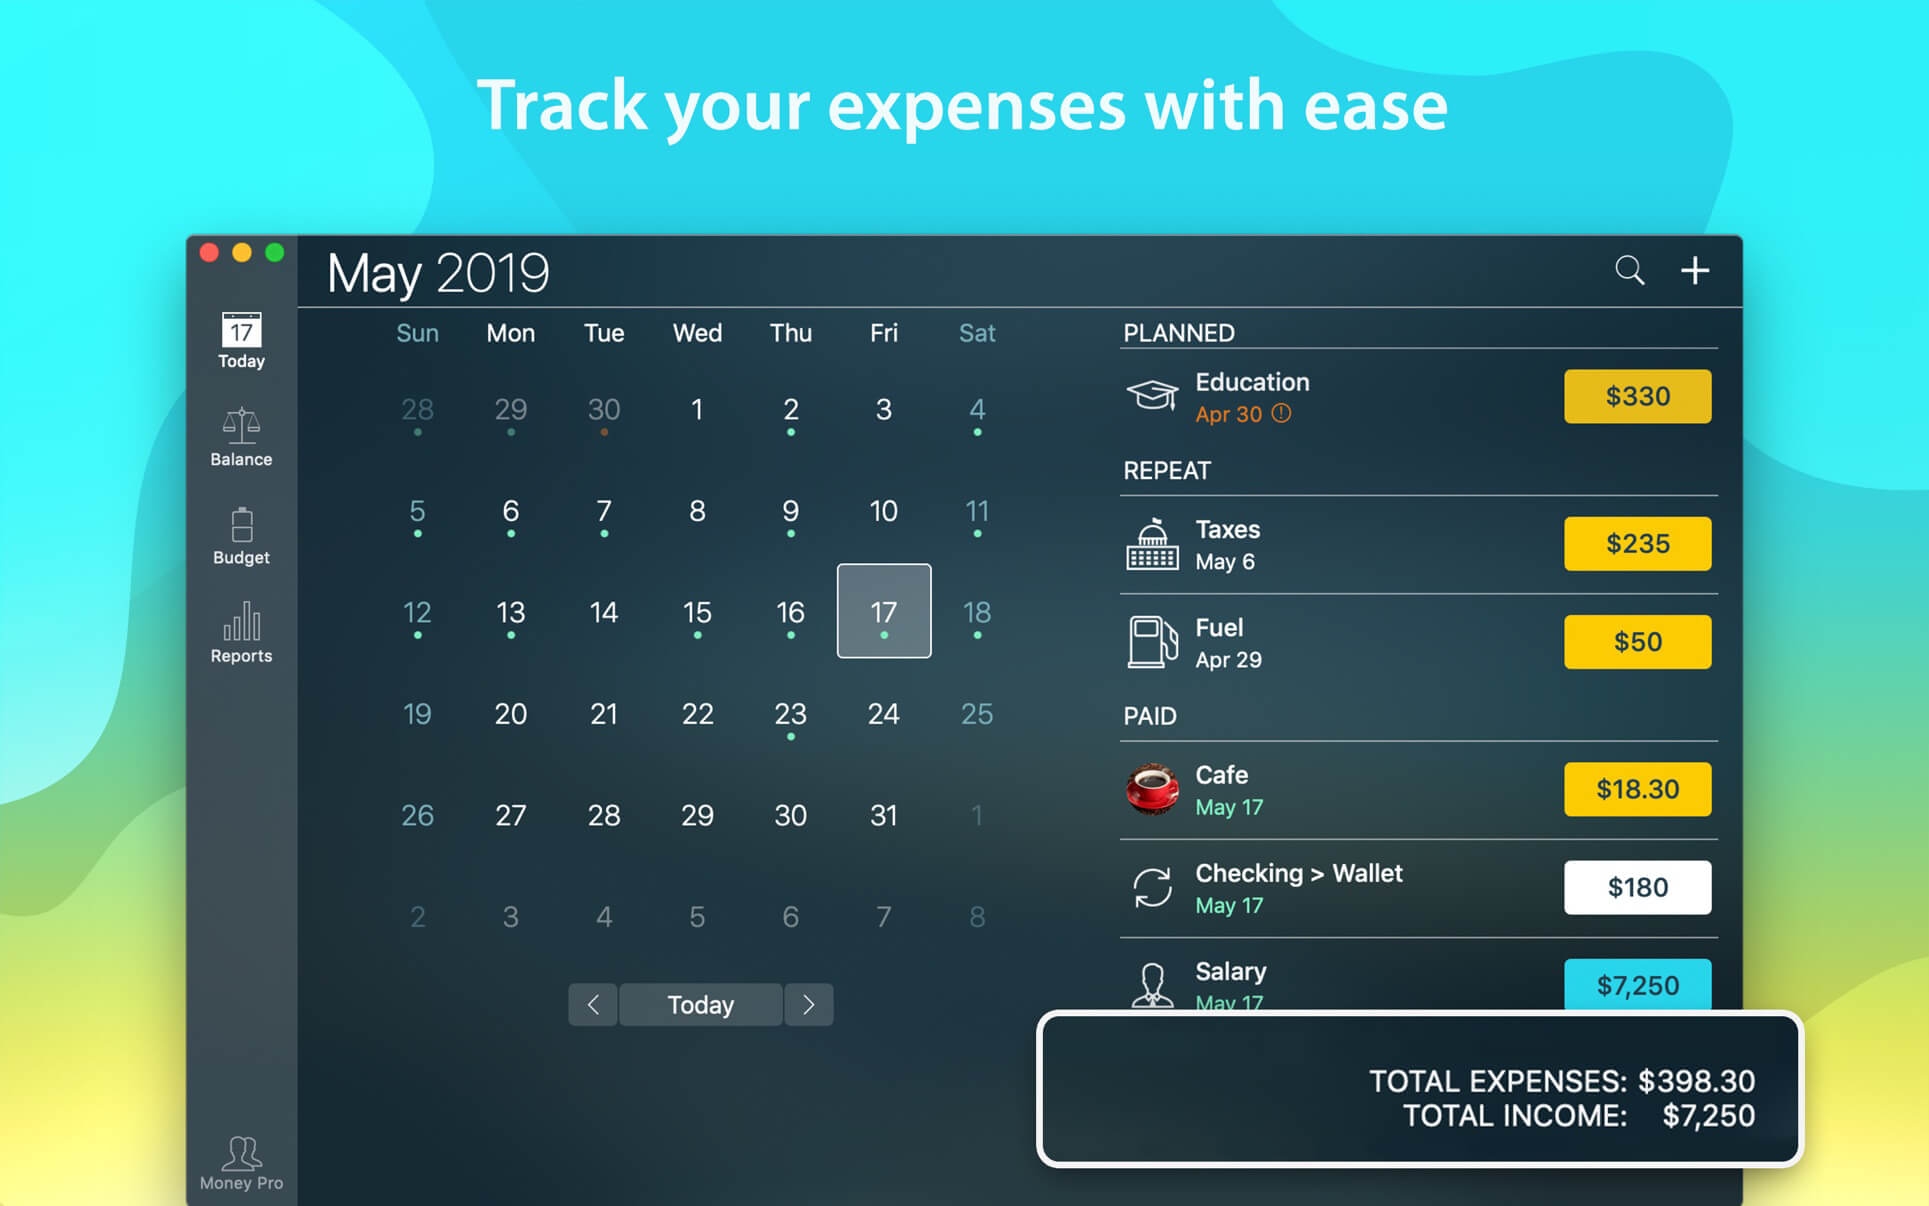 Track your expenses with ease
May 2019
17
Today
Balance
Budget
Reports
Money Pro
Sun Mon Tue Wed Thu Fri Sat
28 29 30 1 2 3 4
5 6 7 8 9 10 11
12 13 14 15 16 17 18
19 20 21 22 23 24 25
26 27 28 29 30 31 1
2 3 4 5 6 7 8
Today
PLANNED
Education
Apr 30
$330
REPEAT
Taxes
May 6
$235
Fuel
Apr 29
$50
PAID
Cafe
May 17
$18.30
Checking > Wallet
May 17
$180
Salary
May 17
$7,250
TOTAL EXPENSES: $398.30
TOTAL INCOME: $7,250